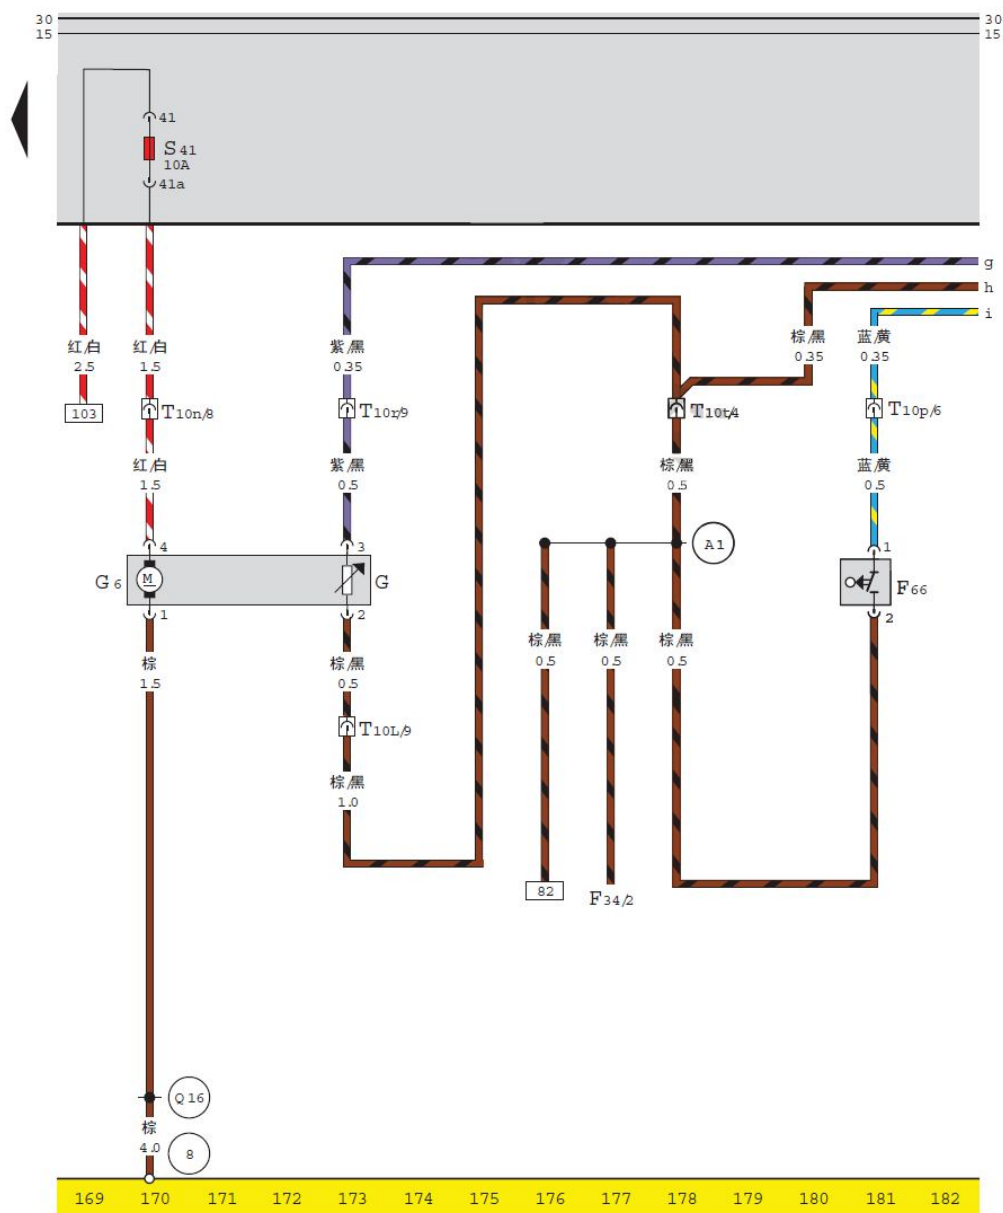 30 30
15 15
41
S 41
10A
41a
g
h
i
红/白 红/白 紫/黑 棕/黑 蓝/黄
2.5 1.5 0.35 0.35 0.35
103 T10n/8 T10r/9 T10p/6
红/白 紫/黑 棕/黑 蓝/黄
1.5 0.5 0.5 0.5
A1
4 3 1
G 6 M G F66
1 2 2
棕 棕/黑 棕/黑 棕/黑 棕/黑
1.5 0.5 0.5 0.5 0.5
T10L/9
棕/黑
1.0
82 F34/2
Q16
棕
4.0 8
169 170 171 172 173 174 175 176 177 178 179 180 181 182